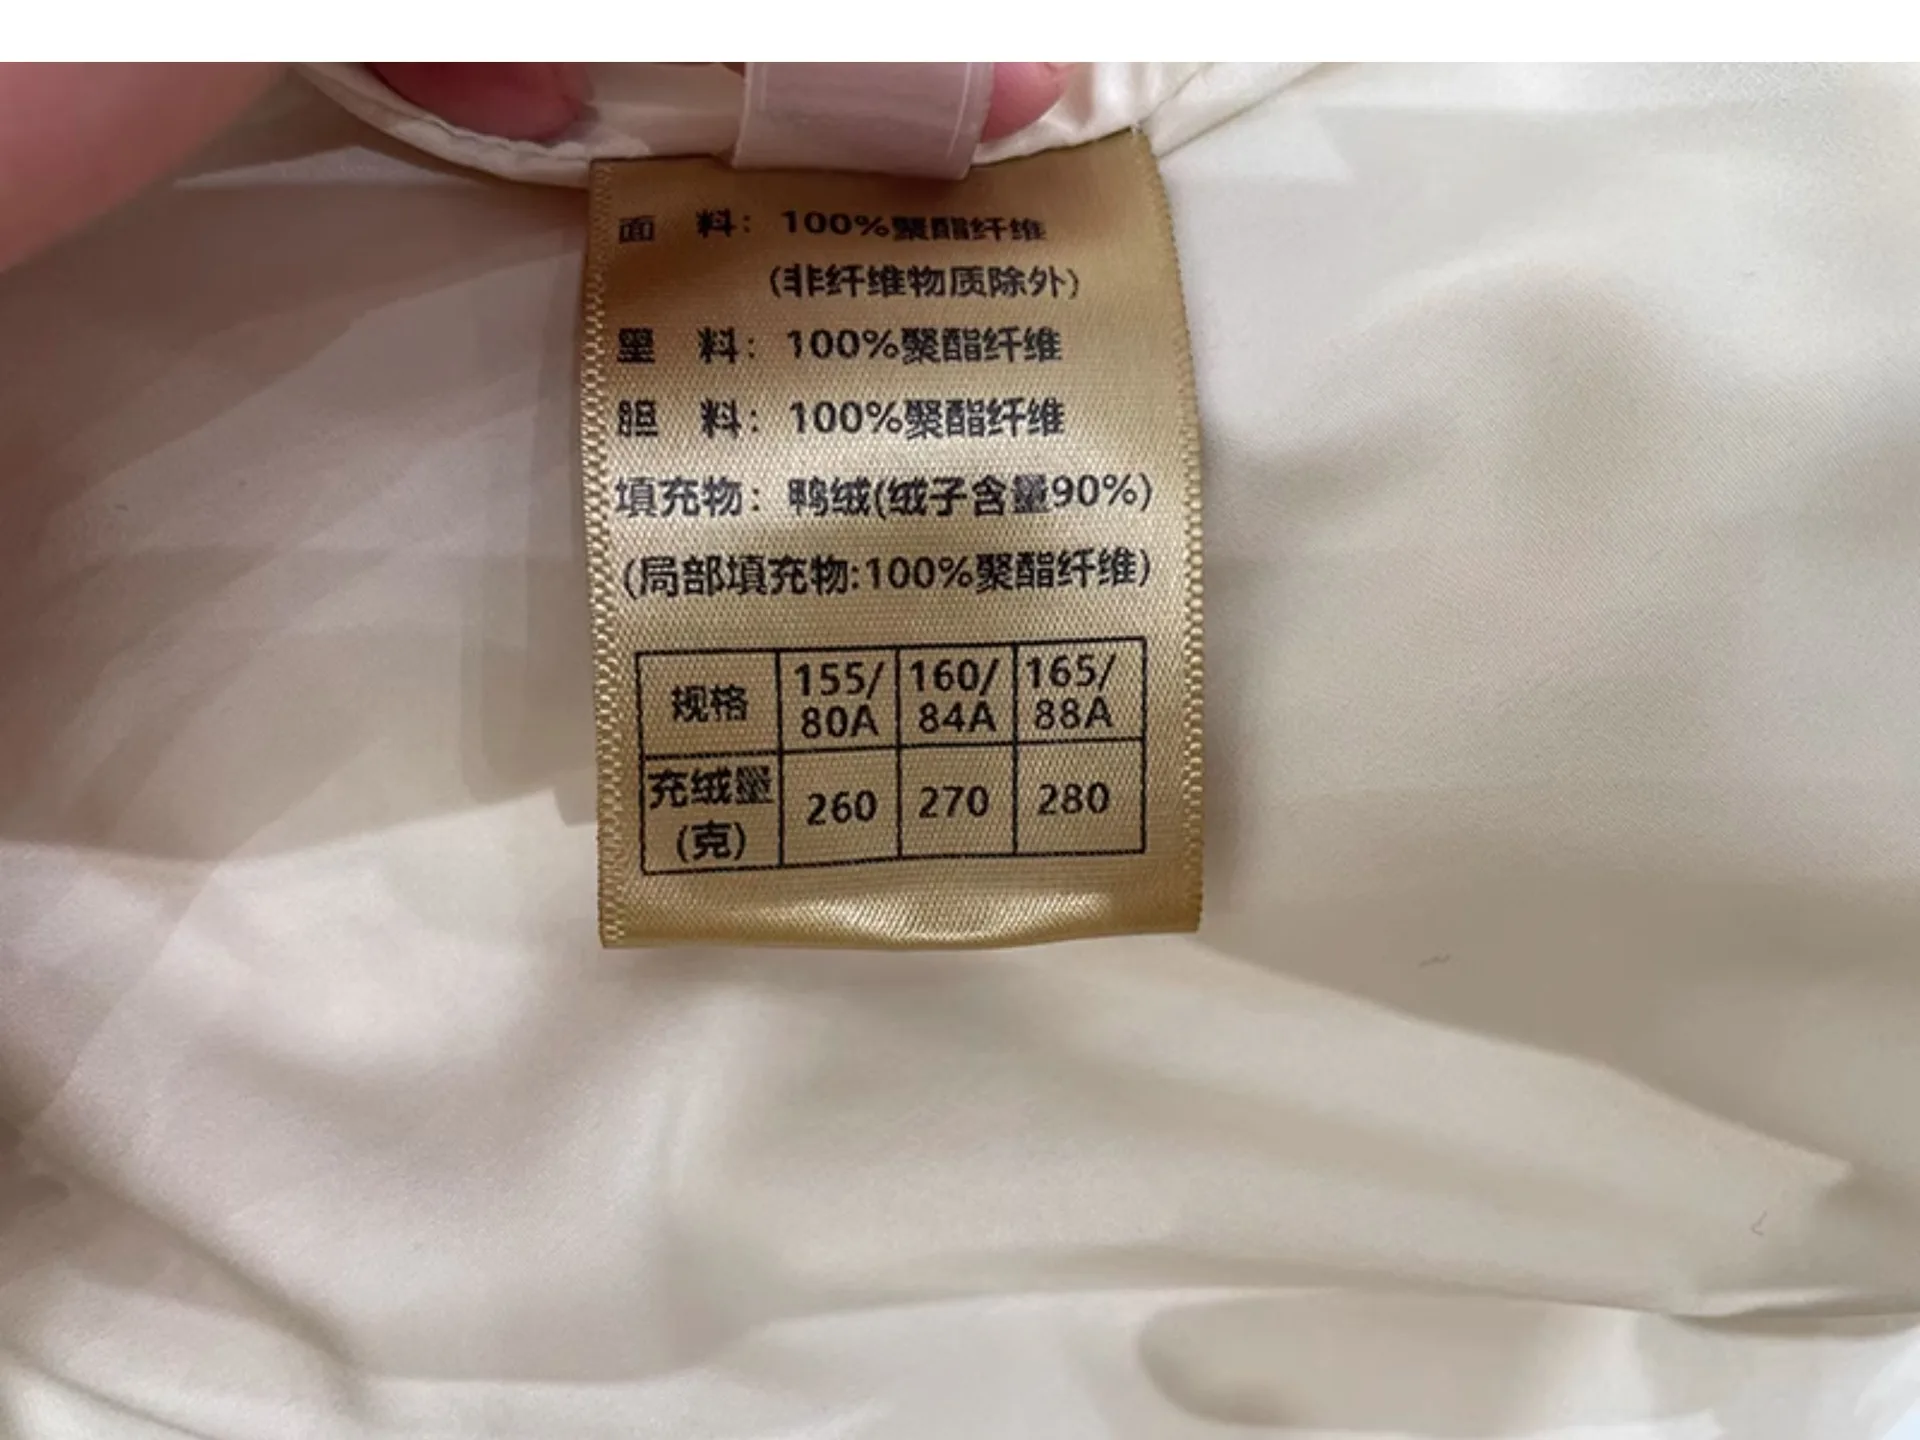 面 料: 100%聚酯纤维
(非纤维物质除外)
里 料: 100%聚酯纤维
胆 料: 100%聚酯纤维
填充物: 鸭绒(绒子含量90%)
(局部填充物:100%聚酯纤维)
规格 155/80A 160/84A 165/88A
充绒量(克) 260 270 280